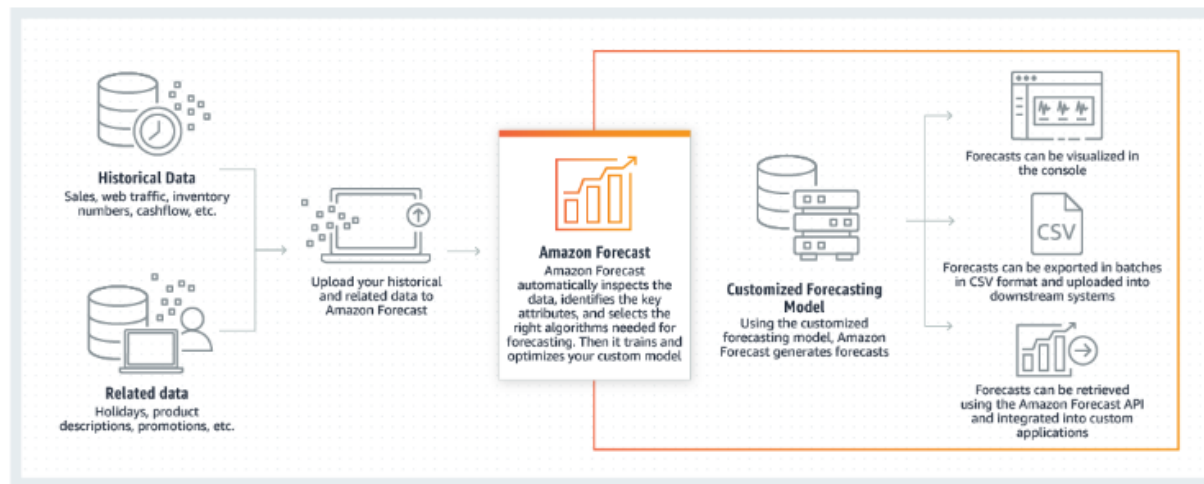 Historical Data
Sales, web traffic, inventory
numbers, cashflow, etc.
Related data
Holidays, product
descriptions, promotions, etc.
Upload your historical
and related data to
Amazon Forecast
Amazon Forecast
Amazon Forecast
automatically inspects the
data, identifies the key
attributes, and selects the
right algorithms needed for
forecasting. Then it trains and
optimizes your custom model
Customized Forecasting
Model
Using the customized
forecasting model, Amazon
Forecast generates forecasts
Forecasts can be visualized in
the console
CSV
Forecasts can be exported in batches
in CSV format and uploaded into
downstream systems
Forecasts can be retrieved
using the Amazon Forecast API
and integrated into custom
applications